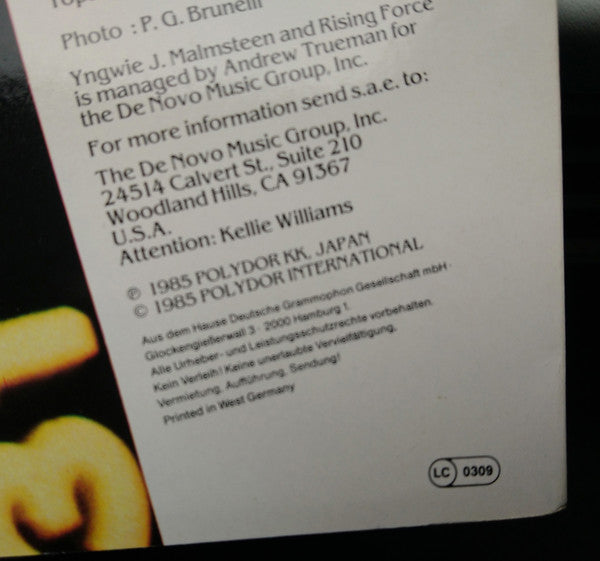 Photo : P. G. Brunelli
Yngwie J. Malmsteen and Rising Force
is managed by Andrew Trueman for
the De Novo Music Group, Inc.
For more information send s.a.e. to:
The De Novo Music Group, Inc.
24514 Calvert St., Suite 210
Woodland Hills, CA 91367
U.S.A.
Attention: Kellie Williams
℗ 1985 POLYDOR KK, JAPAN
© 1985 POLYDOR INTERNATIONAL
Aus dem Hause Deutsche Grammophon Gesellschaft mbH ·
Glockengießerwall 3 · 2000 Hamburg 1.
Alle Urheber- und Leistungsschutzrechte vorbehalten.
Kein Verleih! Keine unerlaubte Vervielfältigung,
Vermietung, Aufführung, Sendung!
Printed in West Germany
LC 0309